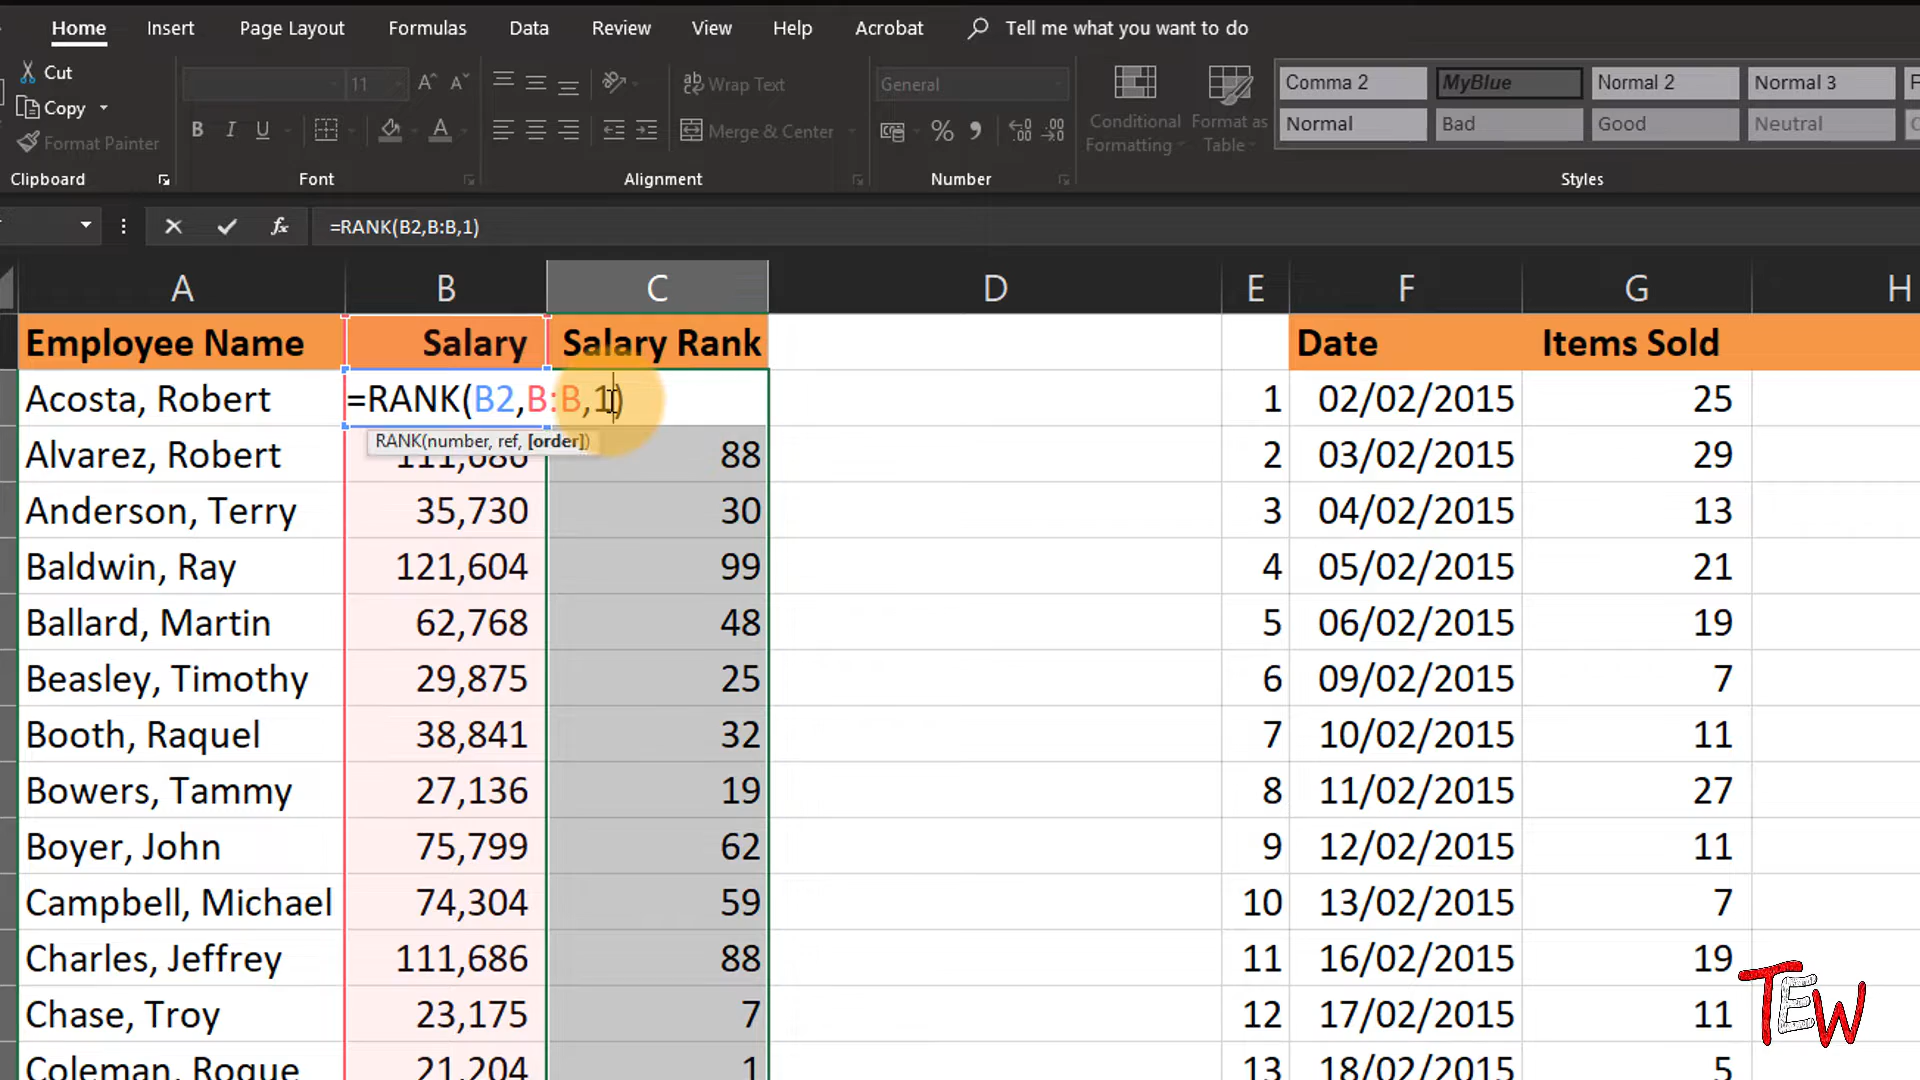 Home Insert Page Layout Formulas Data Review View Help Acrobat Tell me what you want to do
Cut
Copy
Format Painter
Clipboard
11
B I U
Font
Wrap Text
Merge & Center
Alignment
General
Number
Conditional Formatting
Format as Table
Comma 2 MyBlue Normal 2 Normal 3
Normal Bad Good Neutral
Styles
=RANK(B2,B:B,1)
A B C D E F G H
Employee Name Salary Salary Rank Date Items Sold
Acosta, Robert =RANK(B2,B:B,1) 1 02/02/2015 25
RANK(number, ref, [order])
Alvarez, Robert 111,686 88 2 03/02/2015 29
Anderson, Terry 35,730 30 3 04/02/2015 13
Baldwin, Ray 121,604 99 4 05/02/2015 21
Ballard, Martin 62,768 48 5 06/02/2015 19
Beasley, Timothy 29,875 25 6 09/02/2015 7
Booth, Raquel 38,841 32 7 10/02/2015 11
Bowers, Tammy 27,136 19 8 11/02/2015 27
Boyer, John 75,799 62 9 12/02/2015 11
Campbell, Michael 74,304 59 10 13/02/2015 7
Charles, Jeffrey 111,686 88 11 16/02/2015 19
Chase, Troy 23,175 7 12 17/02/2015 11
Coleman, Roque 21,204 1 13 18/02/2015 5
TEW